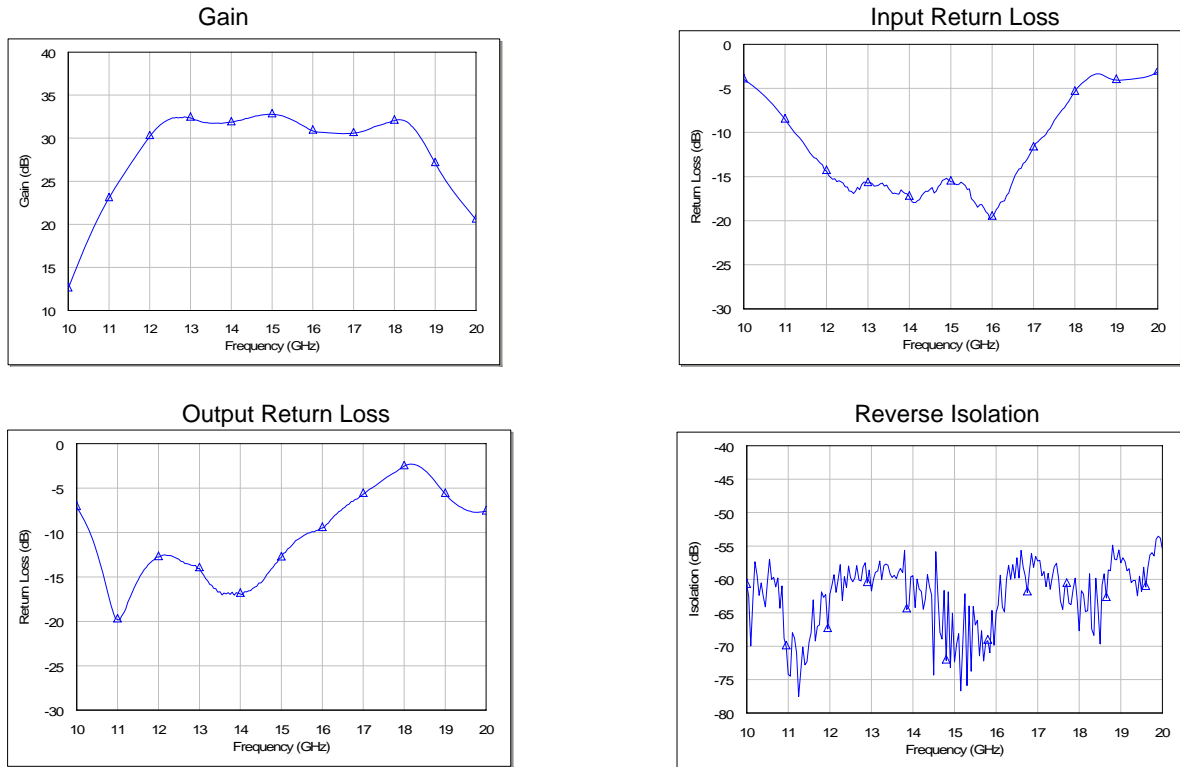 Gain
40
35
30
25
20
15
10
Gain (dB)
10 11 12 13 14 15 16 17 18 19 20
Frequency (GHz)
Input Return Loss
0
-5
-10
-15
-20
-25
-30
Return Loss (dB)
10 11 12 13 14 15 16 17 18 19 20
Frequency (GHz)
Output Return Loss
0
-5
-10
-15
-20
-25
-30
Return Loss (dB)
10 11 12 13 14 15 16 17 18 19 20
Frequency (GHz)
Reverse Isolation
-40
-45
-50
-55
-60
-65
-70
-75
-80
Isolation (dB)
10 11 12 13 14 15 16 17 18 19 20
Frequency (GHz)